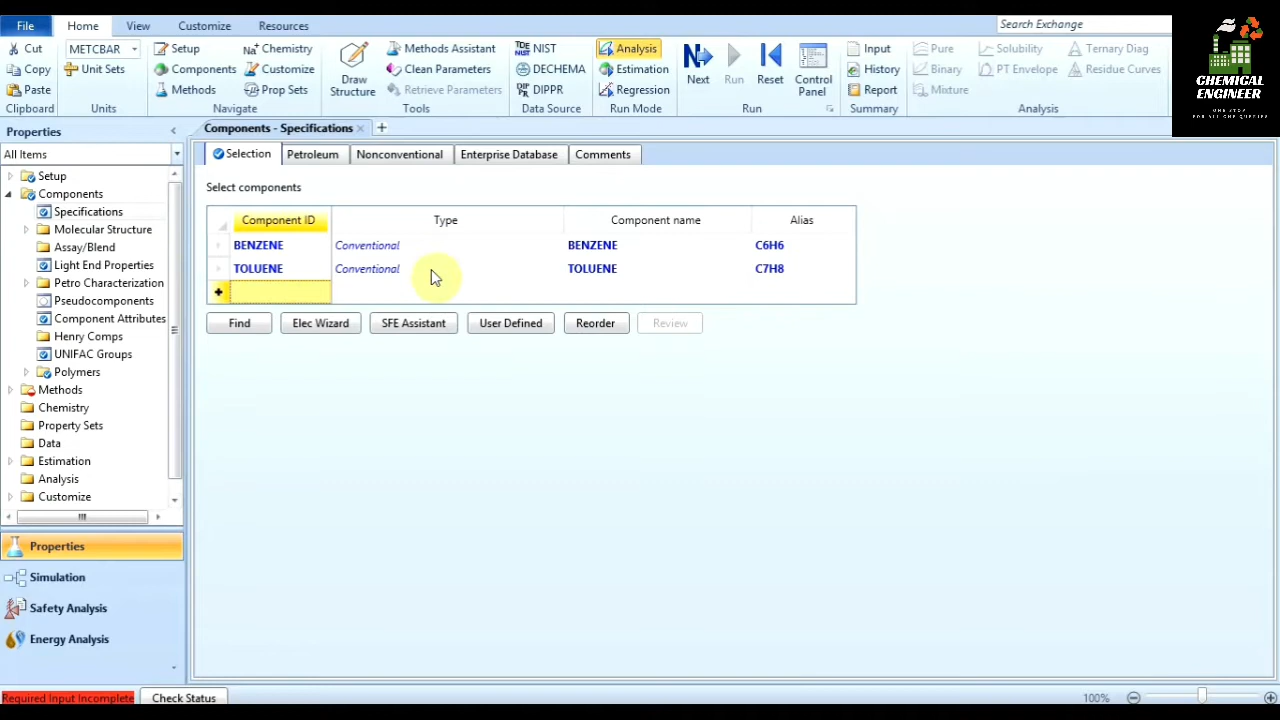 File Home View Customize Resources Search Exchange
Cut METCBAR Setup Na+ Chemistry Methods Assistant NIST Analysis Input Pure Solubility Ternary Diag
Copy Unit Sets Components Customize Clean Parameters DECHEMA Estimation History Binary PT Envelope Residue Curves
Paste Methods Prop Sets Draw Structure Retrieve Parameters DIPPR Regression Next Run Reset Control Panel Report Mixture
Clipboard Units Navigate Tools Data Source Run Mode Run Summary Analysis
CHEMICAL
ENGINEER
ONE STOP
FOR ALL CHE QUERIES
Properties
All Items
Setup
Components
Specifications
Molecular Structure
Assay/Blend
Light End Properties
Petro Characterization
Pseudocomponents
Component Attributes
Henry Comps
UNIFAC Groups
Polymers
Methods
Chemistry
Property Sets
Data
Estimation
Analysis
Customize
Properties
Simulation
Safety Analysis
Energy Analysis
Components - Specifications
Selection Petroleum Nonconventional Enterprise Database Comments
Select components
Component ID Type Component name Alias
BENZENE Conventional BENZENE C6H6
TOLUENE Conventional TOLUENE C7H8
Find Elec Wizard SFE Assistant User Defined Reorder Review
Required Input Incomplete Check Status 100%